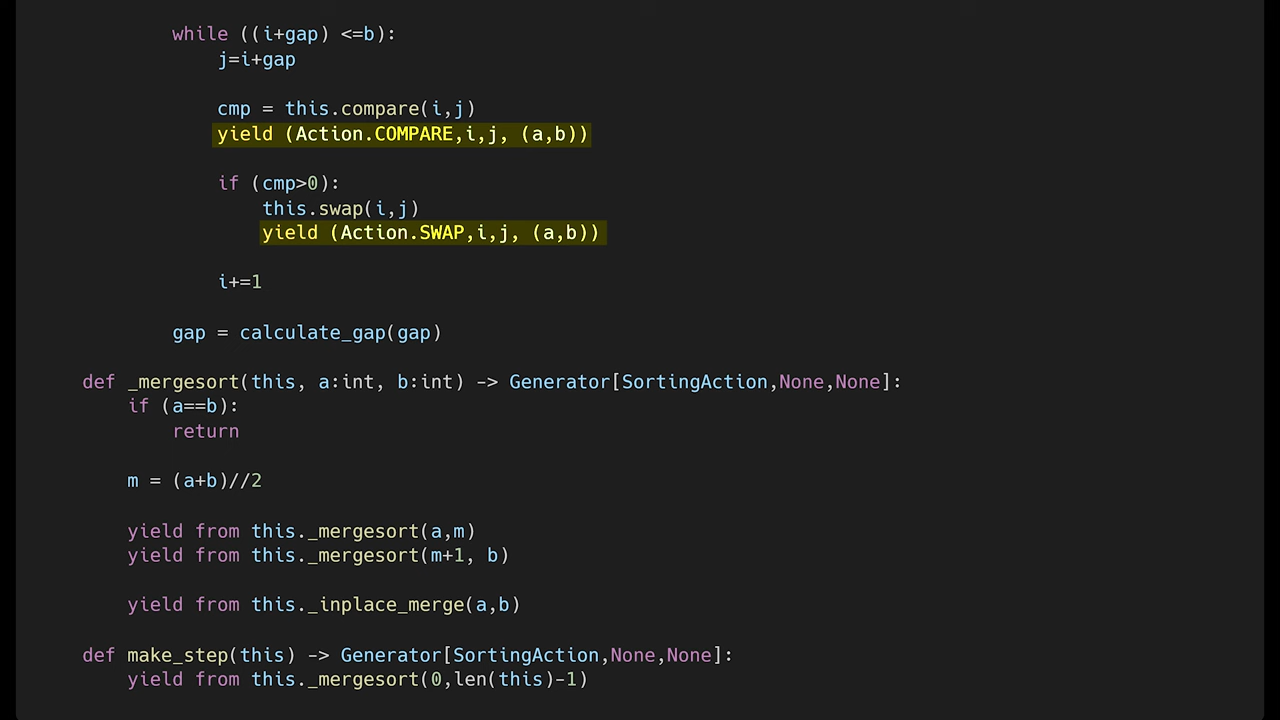 while ((i+gap) <=b):
j=i+gap
cmp = this.compare(i,j)
yield (Action.COMPARE,i,j, (a,b))
if (cmp>0):
this.swap(i,j)
yield (Action.SWAP,i,j, (a,b))
i+=1
gap = calculate_gap(gap)
def _mergesort(this, a:int, b:int) -> Generator[SortingAction,None,None]:
if (a==b):
return
m = (a+b)//2
yield from this._mergesort(a,m)
yield from this._mergesort(m+1, b)
yield from this._inplace_merge(a,b)
def make_step(this) -> Generator[SortingAction,None,None]:
yield from this._mergesort(0,len(this)-1)